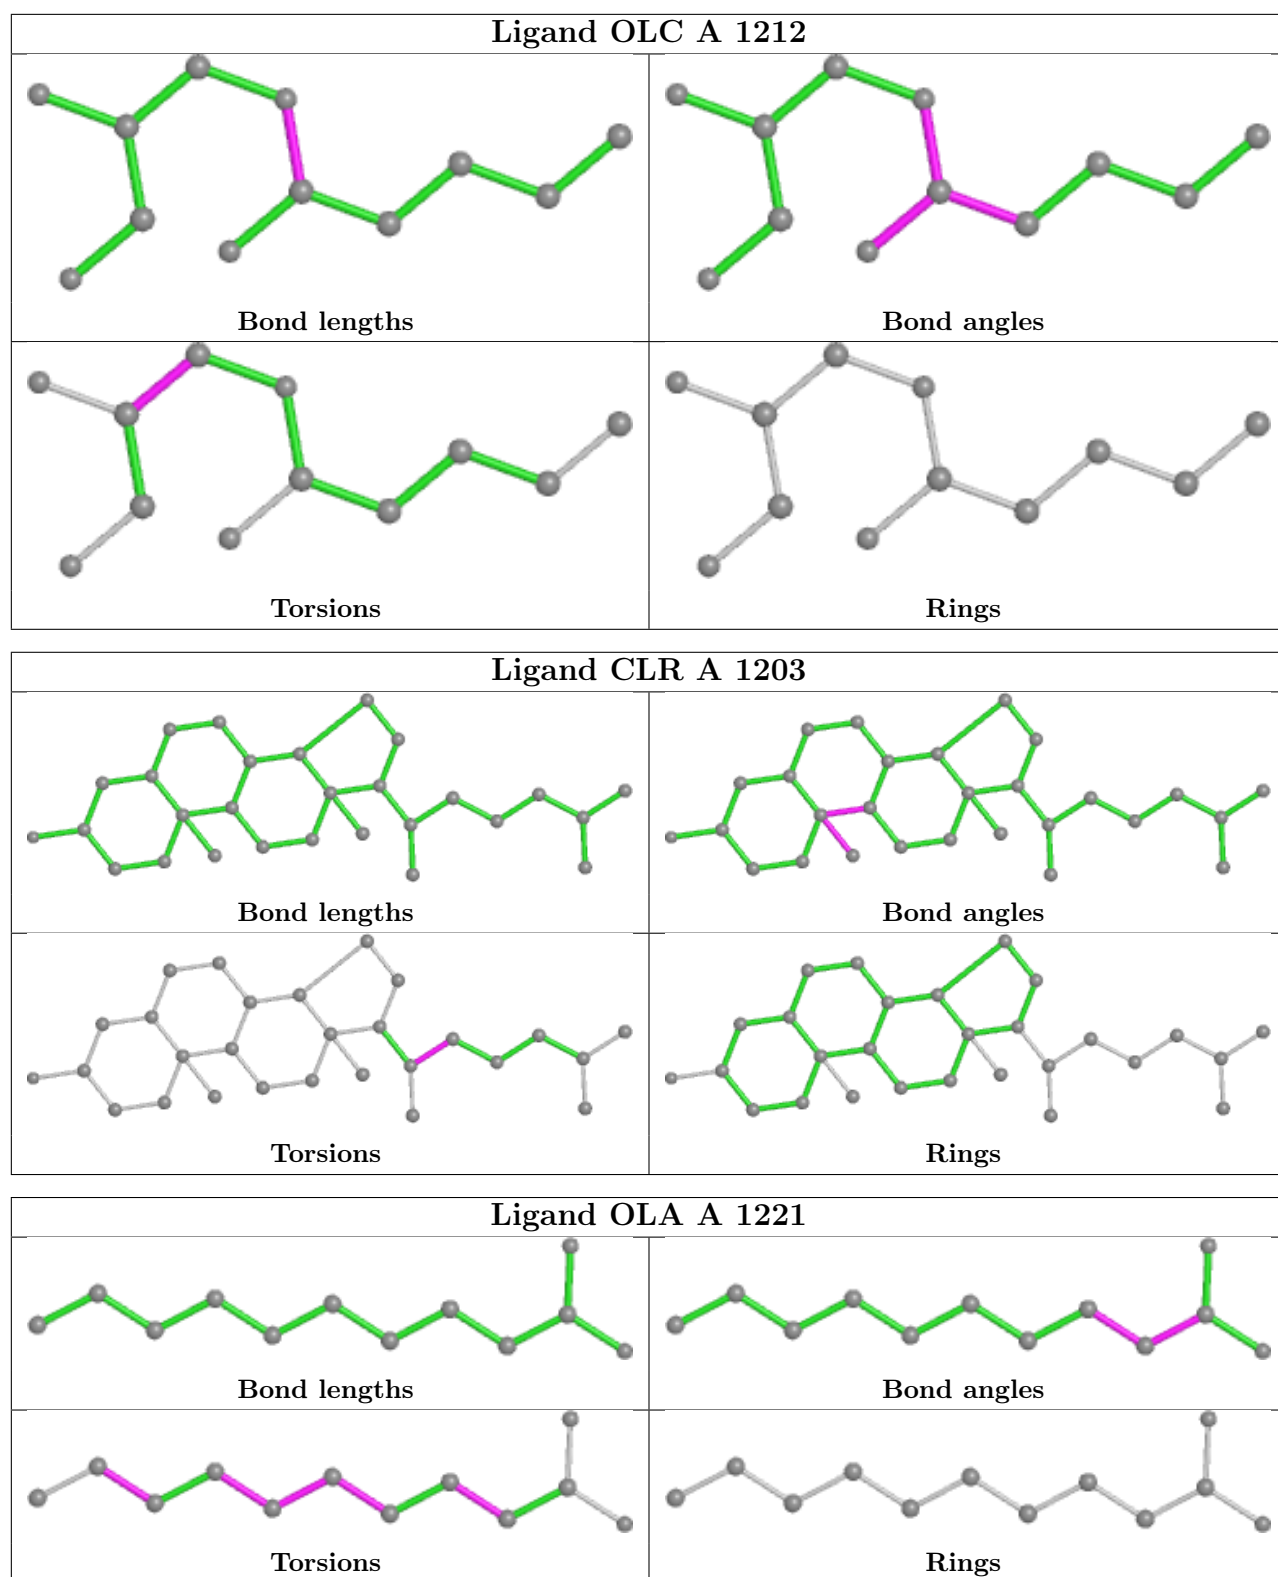 Ligand OLC A 1212
Bond lengths
Bond angles
Torsions
Rings
Ligand CLR A 1203
Bond lengths
Bond angles
Torsions
Rings
Ligand OLA A 1221
Bond lengths
Bond angles
Torsions
Rings